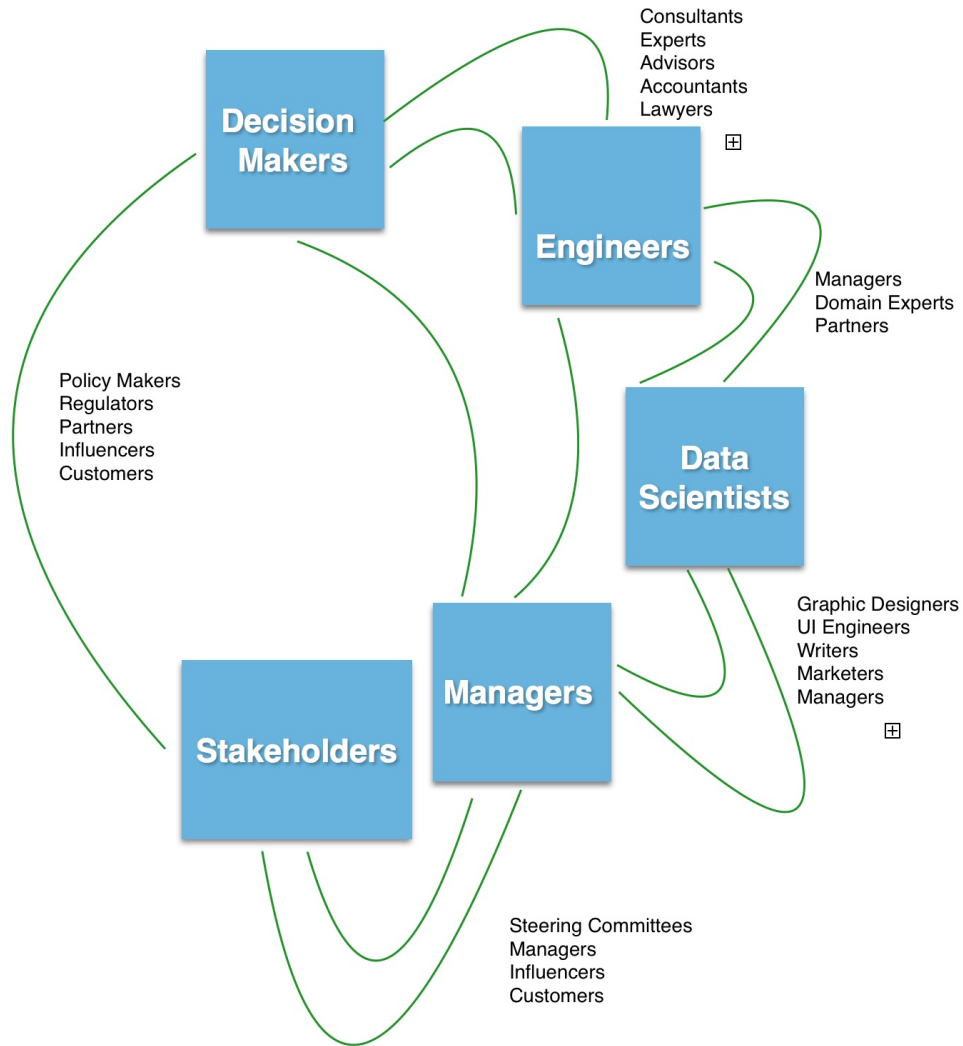 Consultants
Experts
Advisors
Accountants
Lawyers
Decision
Makers
Engineers
Managers
Domain Experts
Partners
Policy Makers
Regulators
Partners
Influencers
Customers
Data
Scientists
Graphic Designers
UI Engineers
Writers
Marketers
Managers
Managers
Stakeholders
Steering Committees
Managers
Influencers
Customers